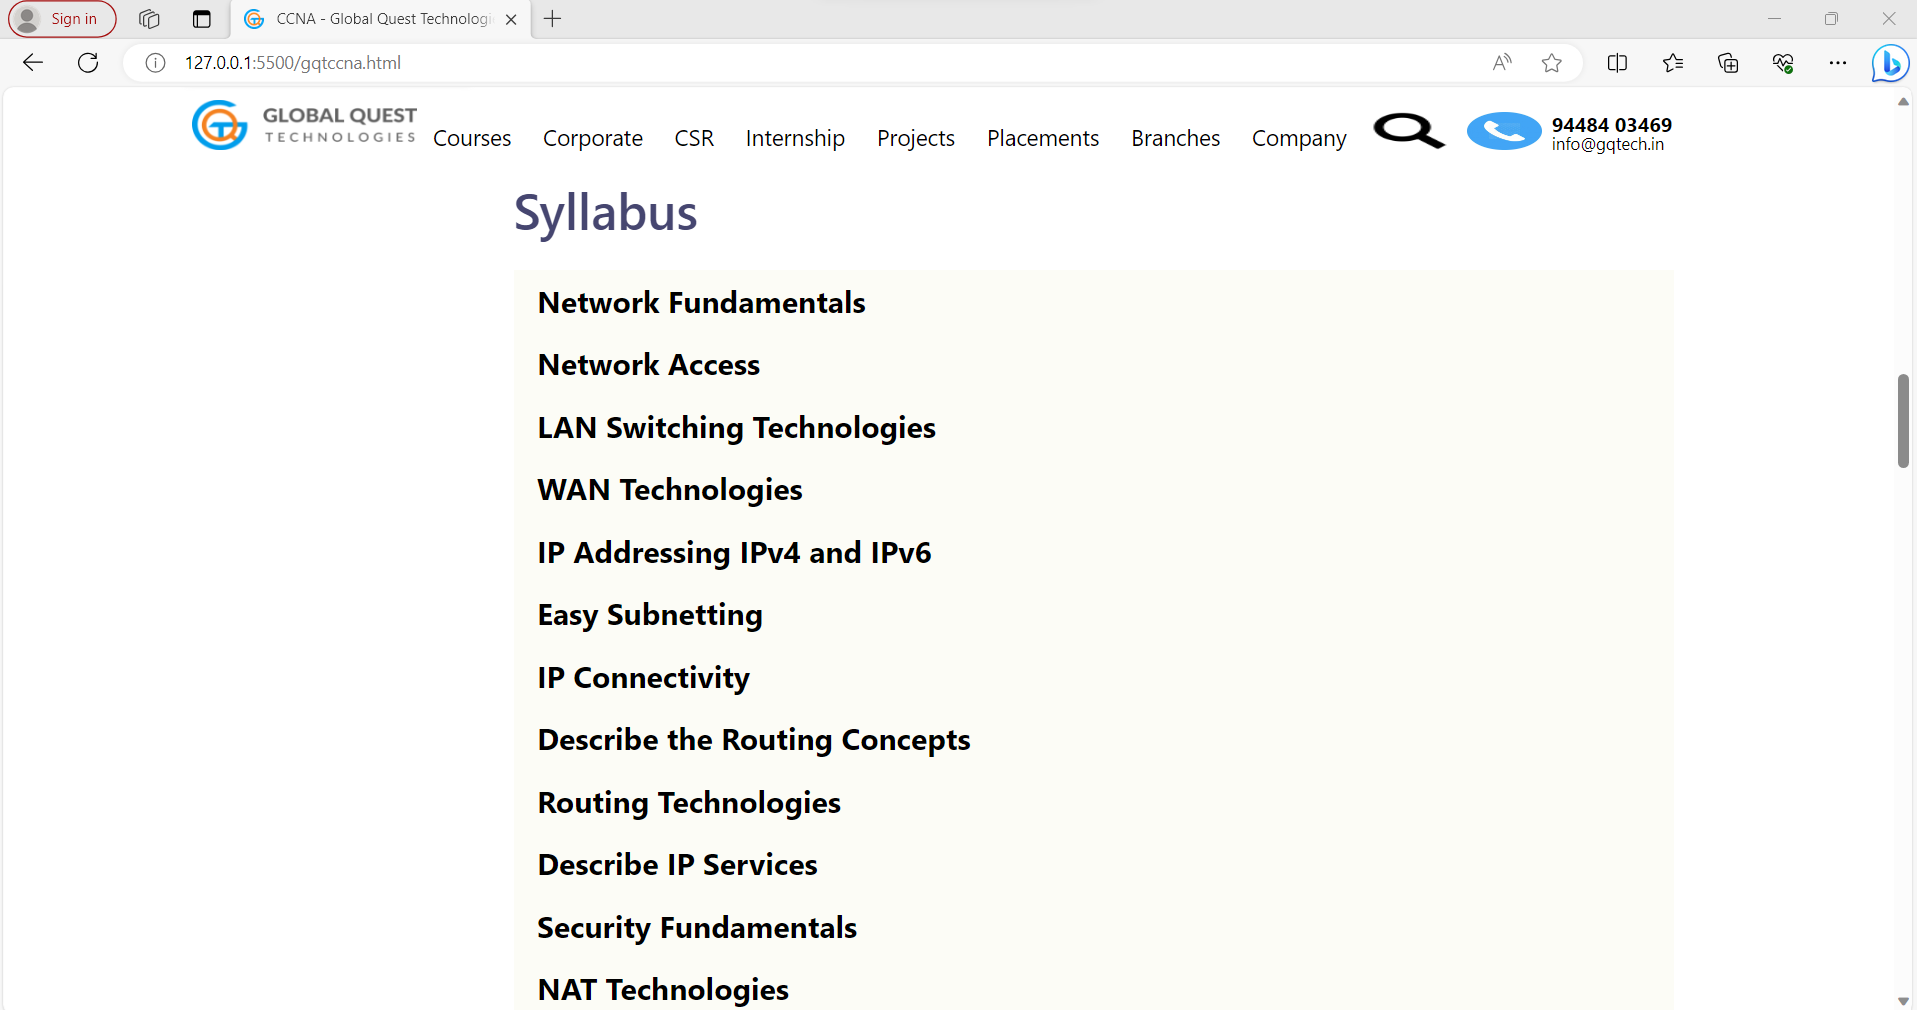 Sign in
CCNA - Global Quest Technologi
127.0.0.1:5500/gqtccna.html
GLOBAL QUEST
TECHNOLOGIES
Courses Corporate CSR Internship Projects Placements Branches Company
94484 03469
info@gqtech.in
Syllabus
Network Fundamentals
Network Access
LAN Switching Technologies
WAN Technologies
IP Addressing IPv4 and IPv6
Easy Subnetting
IP Connectivity
Describe the Routing Concepts
Routing Technologies
Describe IP Services
Security Fundamentals
NAT Technologies